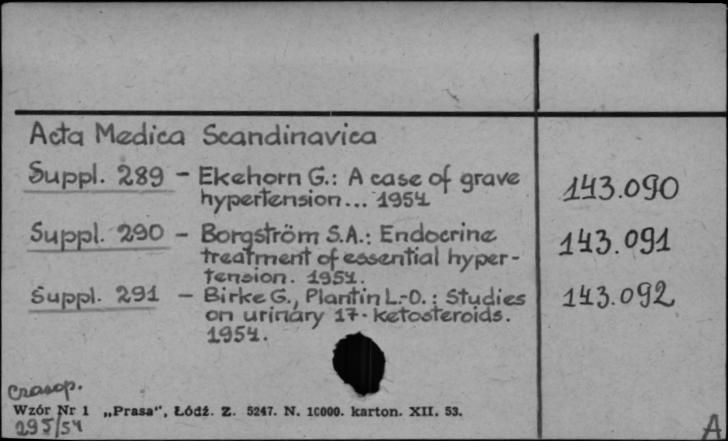 Acta Medica Scandinavica
Suppl. 289 - Ekehorn G.: A case of grave 143.090
hypertension... 1954
Suppl. 290 - Borgström S.A.: Endocrine 143.091
treatment of essential hyper-
tension. 1954.
Suppl. 291 - Birke G., Plantin L.-O.: Studies 143.092
on urinary 17-ketosteroids.
1954.
Czasop.
Wzór Nr 1 „Prasa“, Łódź. Z. 5247. N. 10000. karton. XII. 53.
295/54
A